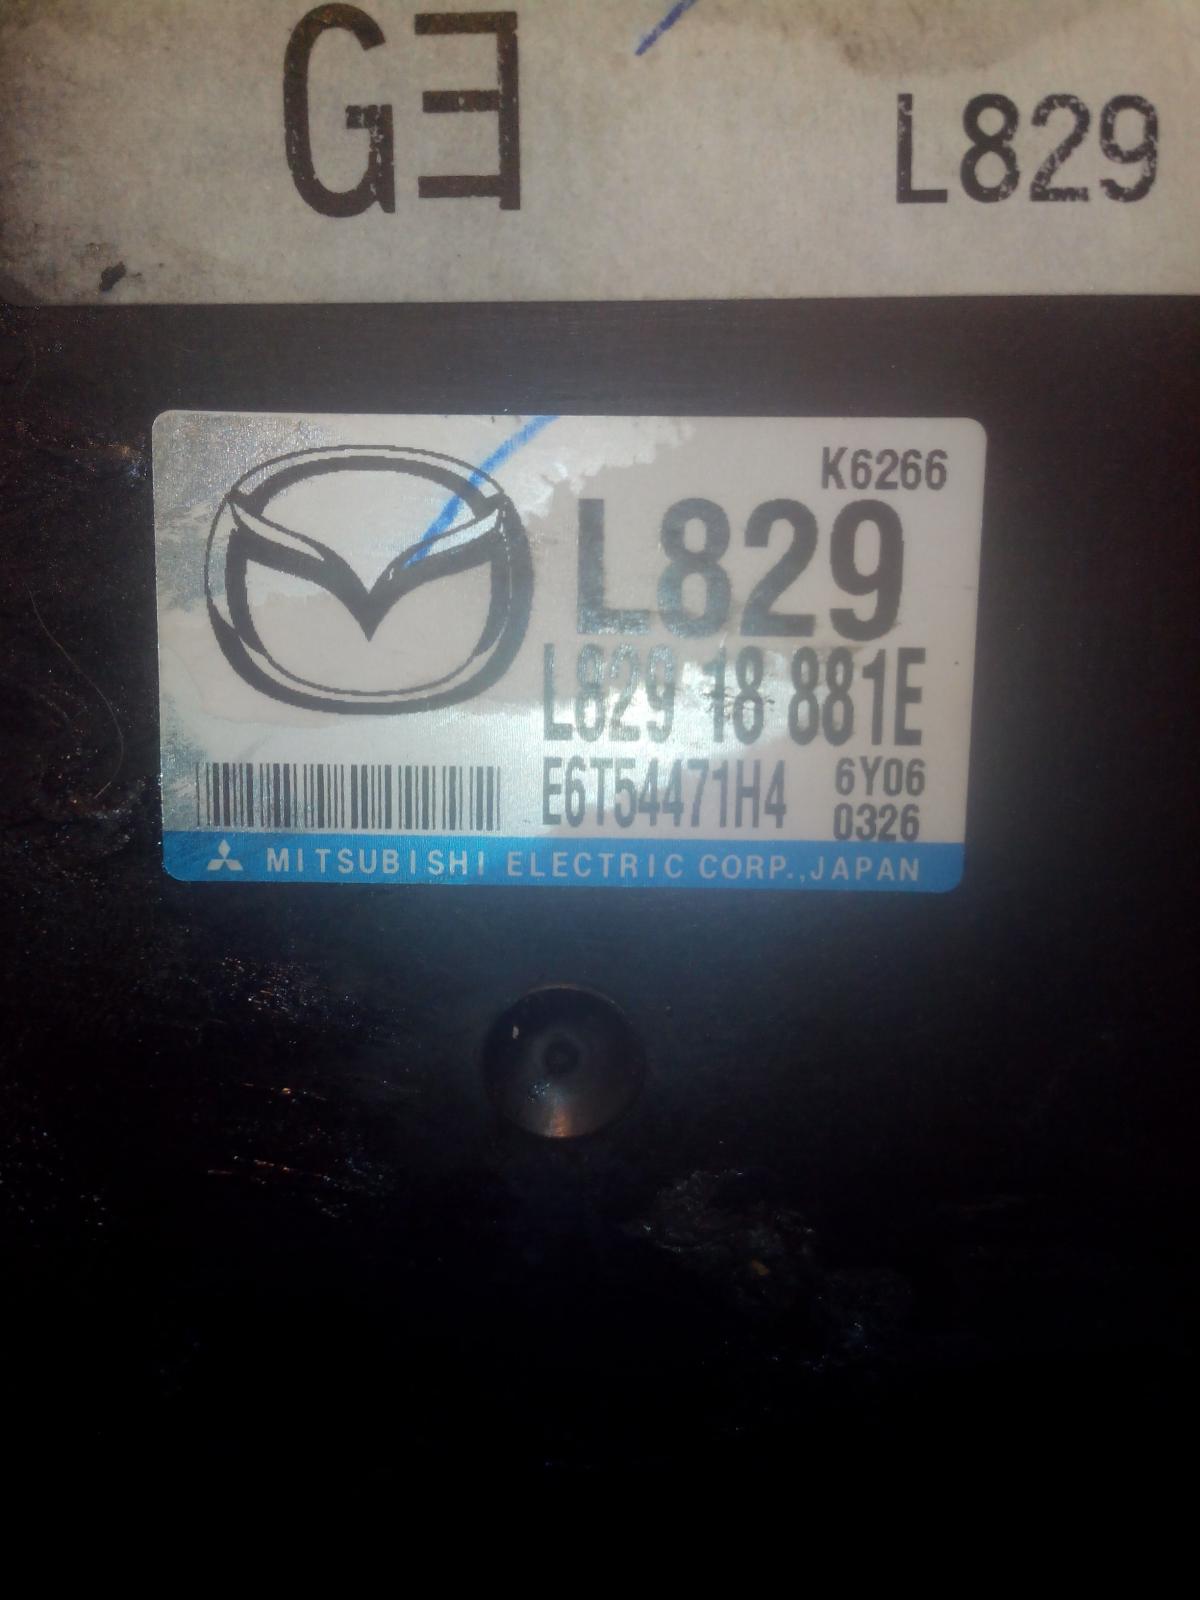 GE
L829
K6266
L829
L829 18 881E
E6T54471H4 6Y06
0326
MITSUBISHI ELECTRIC CORP., JAPAN